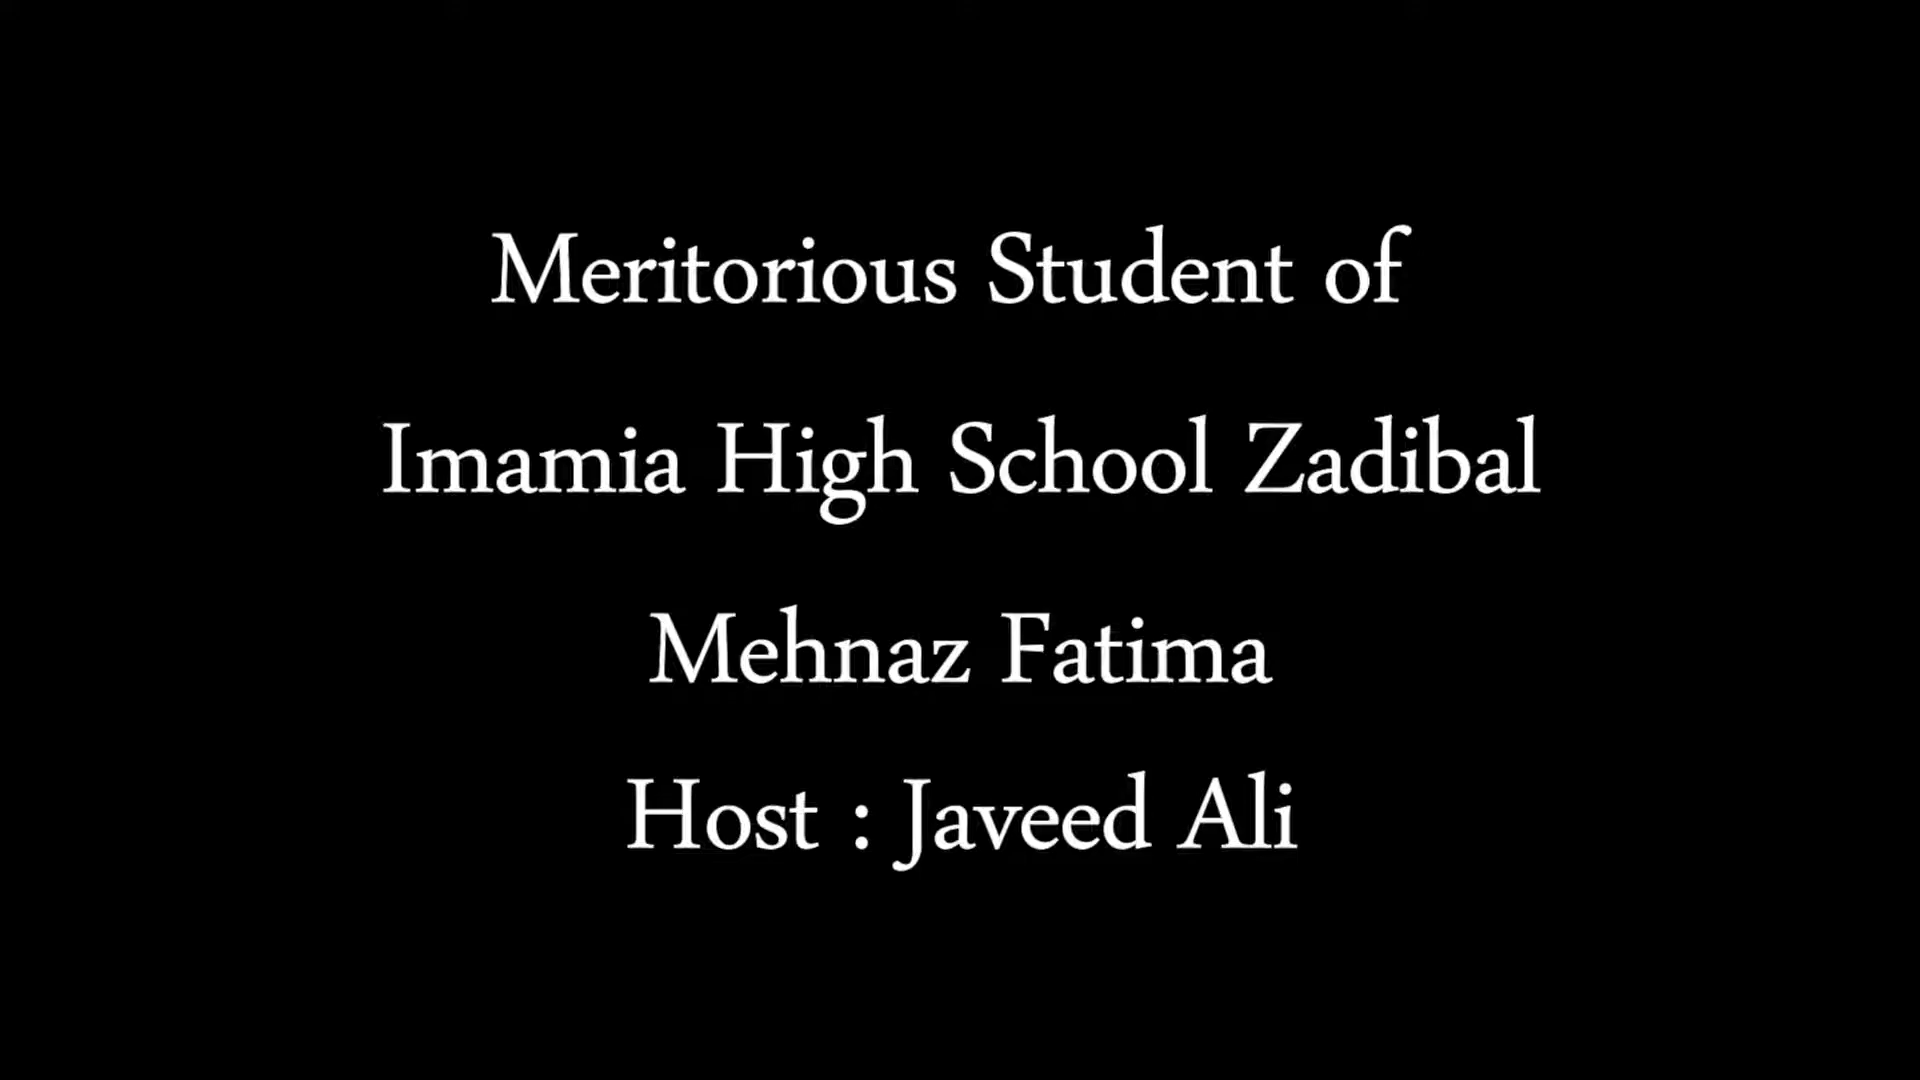 Meritorious Student of
Imamia High School Zadibal
Mehnaz Fatima
Host : Javeed Ali